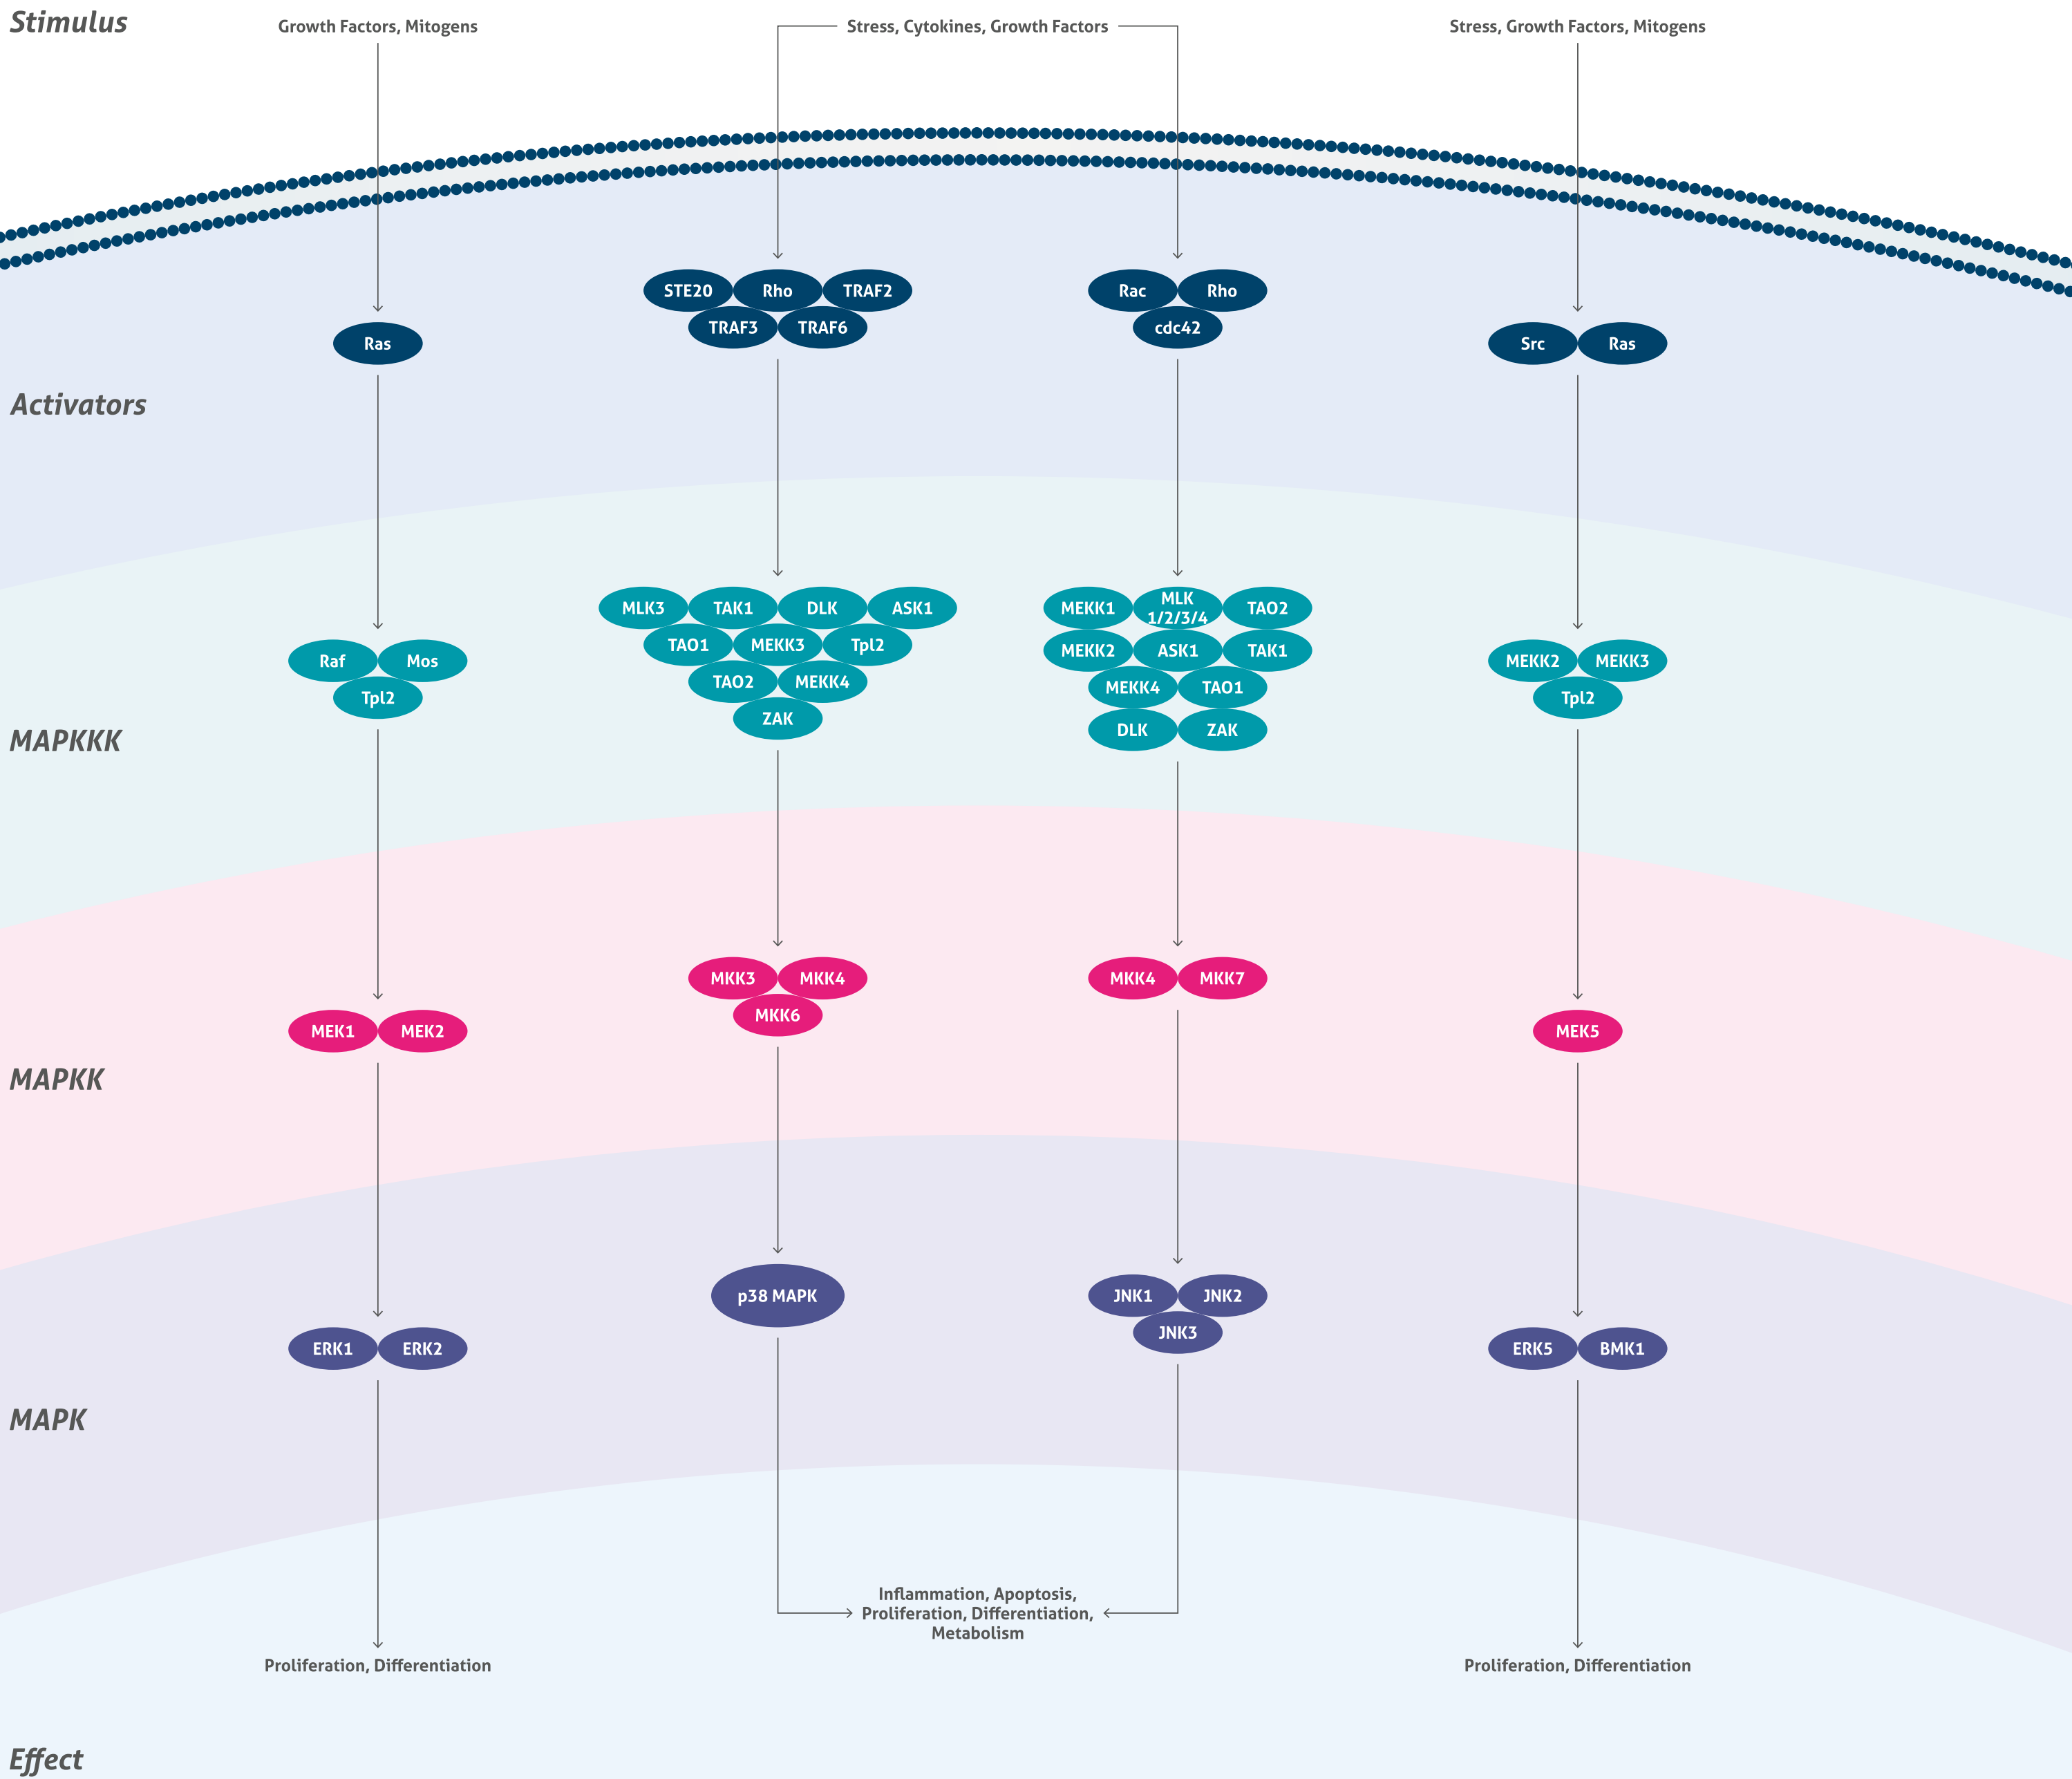 Stimulus
Growth Factors, Mitogens
Stress, Cytokines, Growth Factors
Stress, Growth Factors, Mitogens
STE20 Rho TRAF2
TRAF3 TRAF6
Rac Rho
cdc42
Ras
Src Ras
Activators
MLK3 TAK1 DLK ASK1
TAO1 MEKK3 Tpl2
TAO2 MEKK4
ZAK
MEKK1 MLK 1/2/3/4 TAO2
MEKK2 ASK1 TAK1
MEKK4 TAO1
DLK ZAK
Raf Mos
Tpl2
MEKK2 MEKK3
Tpl2
MAPKKK
MKK3 MKK4
MKK6
MKK4 MKK7
MEK1 MEK2
MEK5
MAPKK
p38 MAPK
JNK1 JNK2
JNK3
ERK1 ERK2
ERK5 BMK1
MAPK
Inflammation, Apoptosis,
Proliferation, Differentiation,
Metabolism
Proliferation, Differentiation
Proliferation, Differentiation
Effect